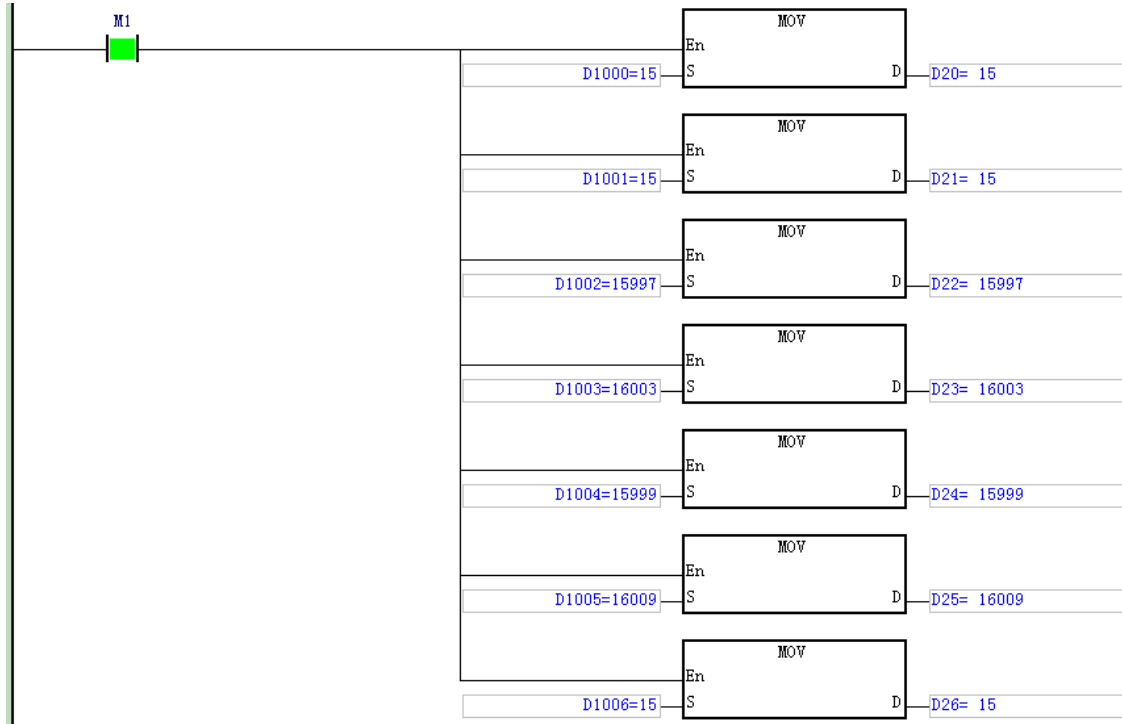 M1
MOV
En
D1000=15 S D D20= 15
MOV
En
D1001=15 S D D21= 15
MOV
En
D1002=15997 S D D22= 15997
MOV
En
D1003=16003 S D D23= 16003
MOV
En
D1004=15999 S D D24= 15999
MOV
En
D1005=16009 S D D25= 16009
MOV
En
D1006=15 S D D26= 15